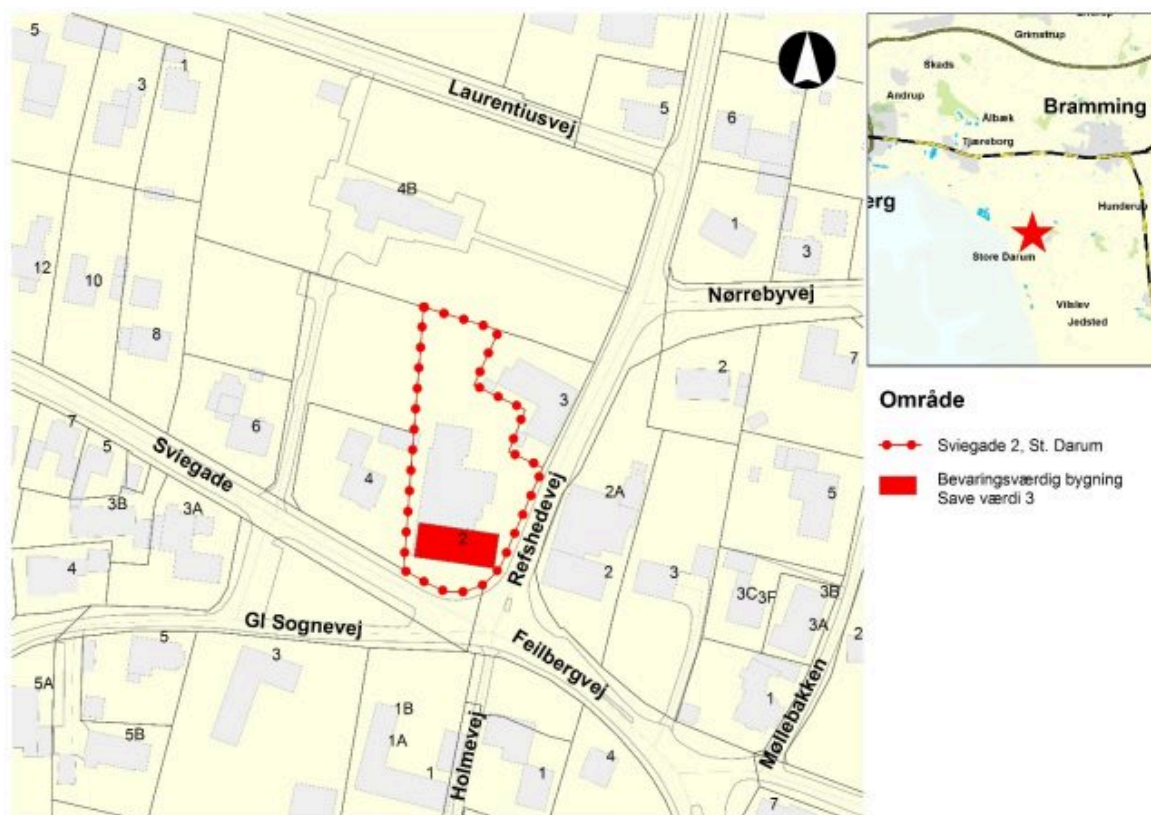 5
3
1
Laurentiusvej
5
6
4B
1
3
12
10
8
Nørrebyvej
7
2
3
6
Sviegade
7
5
4
3B
3A
2A
5
2
Refshedevej
4
2
3
3C
3F
3B
3A
2
Gl Sognevej
Feilbergvej
5
3
5A
5B
1B
1A
1
Holmevej
1
4
1
Møllebakken
7
Grimstrup
Skads
Andrup
Bramming
Ålbæk
Tjæreborg
erg
Hunderup
Store Darum
Vilslev
Jedsted
Område
Sviegade 2, St. Darum
Bevaringsværdig bygning
Save værdi 3